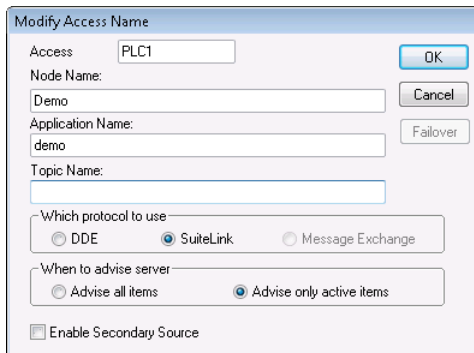 Modify Access Name
Access PLC1 OK
Node Name:
Demo Cancel
Application Name:
demo Failover
Topic Name:
Which protocol to use
DDE SuiteLink Message Exchange
When to advise server
Advise all items Advise only active items
Enable Secondary Source